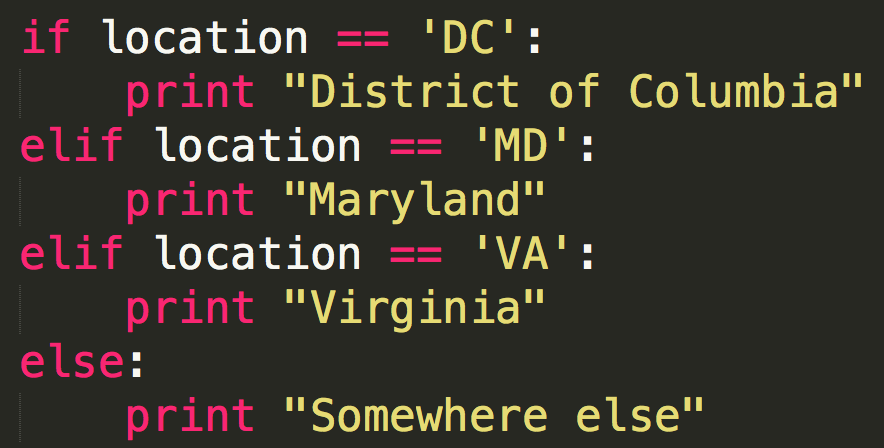 if location == 'DC':
    print "District of Columbia"
elif location == 'MD':
    print "Maryland"
elif location == 'VA':
    print "Virginia"
else:
    print "Somewhere else"